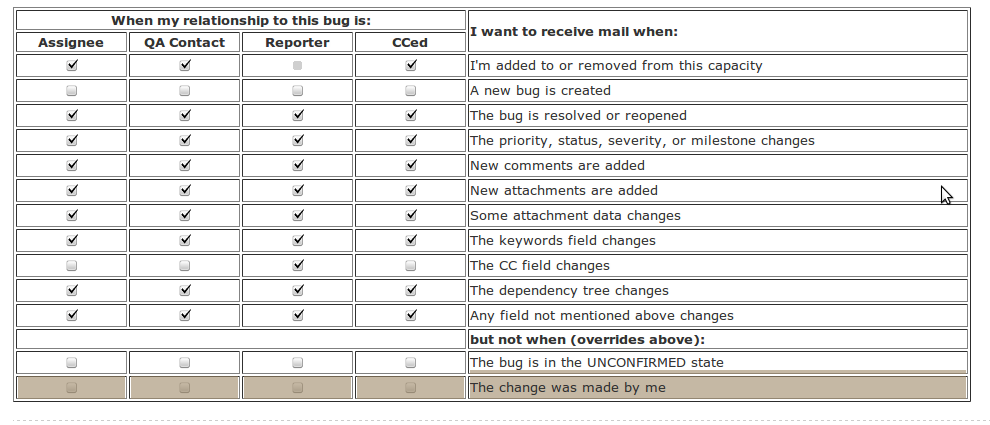 When my relationship to this bug is:
I want to receive mail when:
Assignee QA Contact Reporter CCed
I'm added to or removed from this capacity
A new bug is created
The bug is resolved or reopened
The priority, status, severity, or milestone changes
New comments are added
New attachments are added
Some attachment data changes
The keywords field changes
The CC field changes
The dependency tree changes
Any field not mentioned above changes
but not when (overrides above):
The bug is in the UNCONFIRMED state
The change was made by me